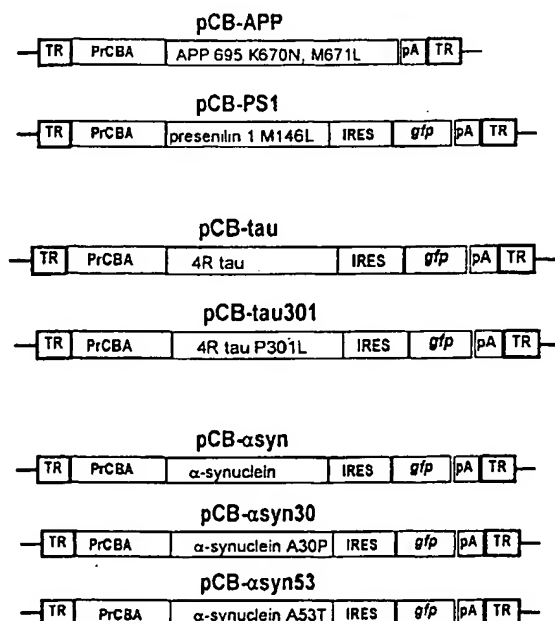 pCB-APP
TR PrCBA APP 695 K670N, M671L pA TR
pCB-PS1
TR PrCBA presenilin 1 M146L IRES gfp pA TR
pCB-tau
TR PrCBA 4R tau IRES gfp pA TR
pCB-tau301
TR PrCBA 4R tau P301L IRES gfp pA TR
pCB-αsyn
TR PrCBA α-synuclein IRES gfp pA TR
pCB-αsyn30
TR PrCBA α-synuclein A30P IRES gfp pA TR
pCB-αsyn53
TR PrCBA α-synuclein A53T IRES gfp pA TR